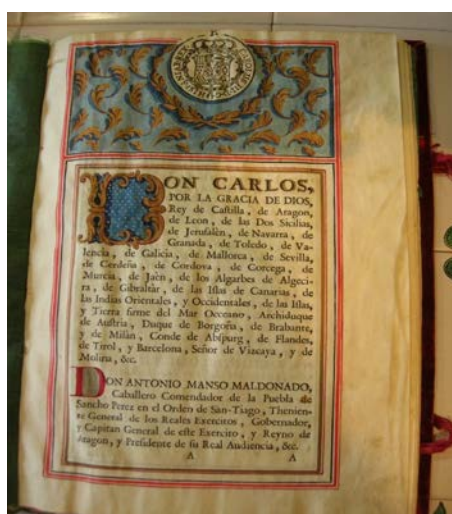 DON CARLOS,
POR LA GRACIA DE DIOS,
Rey de Castilla, de Aragon,
de Leon, de las Dos Sicilias,
de Jerusalèn, de Navarra, de
Granada, de Toledo, de Va-
lencia, de Galicia, de Mallorca, de Sevilla,
de Cerdeña, de Cordova, de Corcega, de
Murcia, de Jaèn, de los Algarbes de Algeci-
ra, de Gibraltàr, de las Islas de Canarias, de
las Indias Orientales, y Occidentales, de las Islas,
y Tierra firme del Mar Occeano, Archiduque
de Austria, Duque de Borgoña, de Brabante,
y de Milàn, Conde de Abspurg, de Flandes,
de Tirol, y Barcelona, Señor de Vizcaya, y de
Molina, &c.
DON ANTONIO MANSO MALDONADO,
Caballero Comendador de la Puebla de
Sancho Perez en el Orden de San-Tiago, Thenien-
te General de los Reales Exercitos, Gobernador,
y Capitan General de este Exercito, y Reyno de
Aragon, y Presidente de su Real Audiencia, &c.
A A